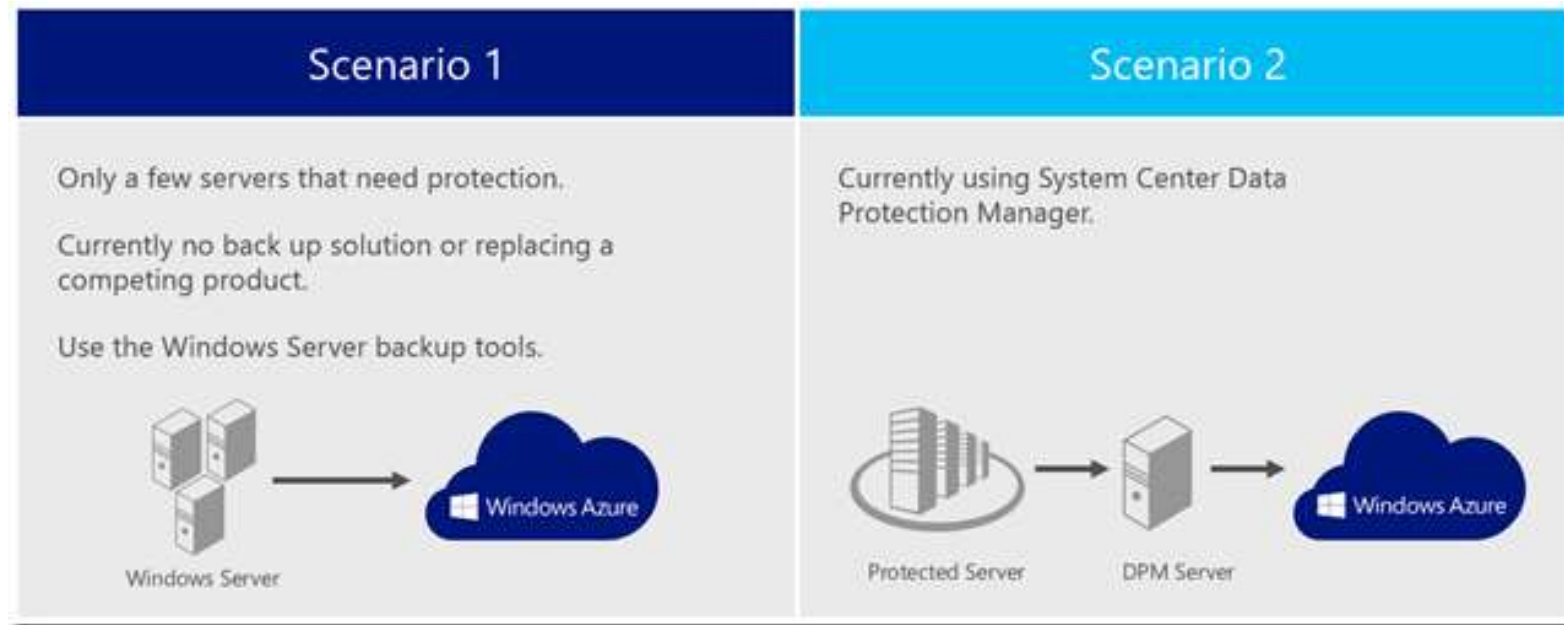 Scenario 1
Only a few servers that need protection.
Currently no back up solution or replacing a
competing product.
Use the Windows Server backup tools.
Windows Azure
Windows Server
Scenario 2
Currently using System Center Data
Protection Manager.
Windows Azure
Protected Server
DPM Server